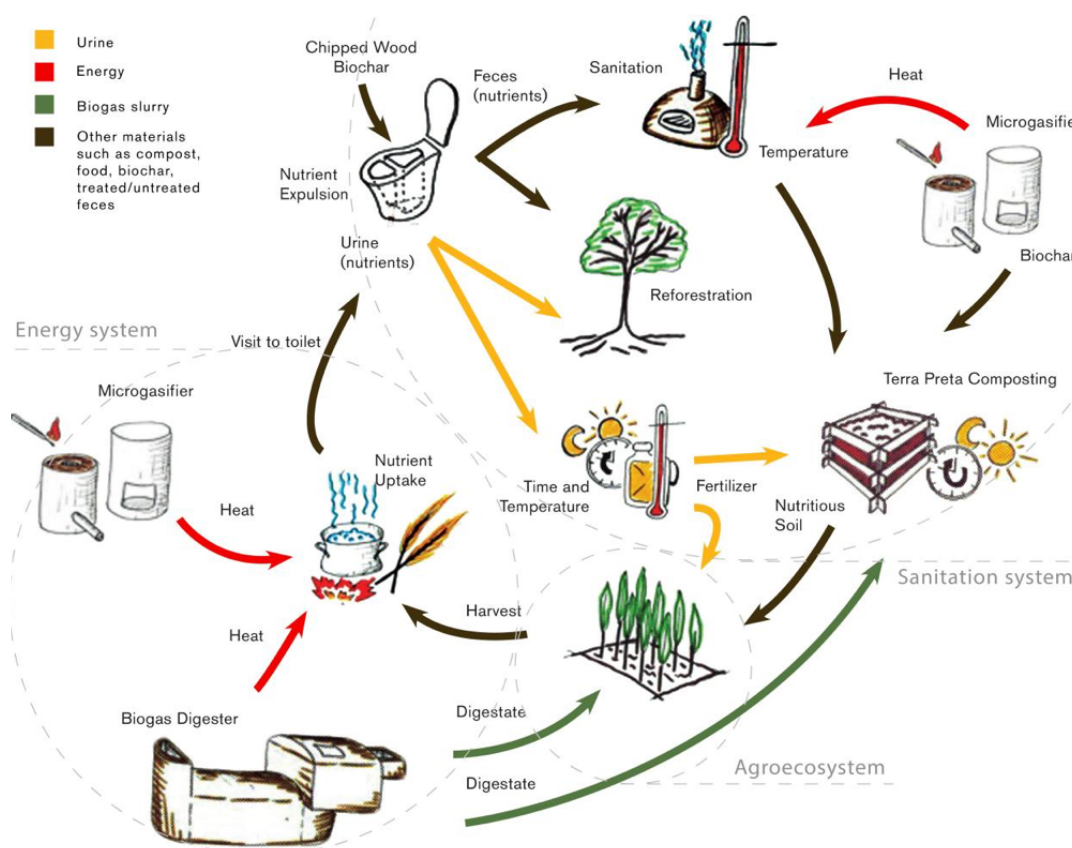 Urine
Energy
Biogas slurry
Other materials
such as compost,
food, biochar,
treated/untreated
feces
Chipped Wood
Biochar
Feces
(nutrients)
Sanitation
Heat
Microgasifie
Temperature
Nutrient
Expulsion
Urine
(nutrients)
Biochar
Reforestration
Energy system
Visit to toilet
Microgasifier
Terra Preta Composting
Nutrient
Uptake
Time and
Temperature
Fertilizer
Nutritious
Soil
Heat
Sanitation system
Harvest
Heat
Biogas Digester
Digestate
Digestate
Agroecosystem